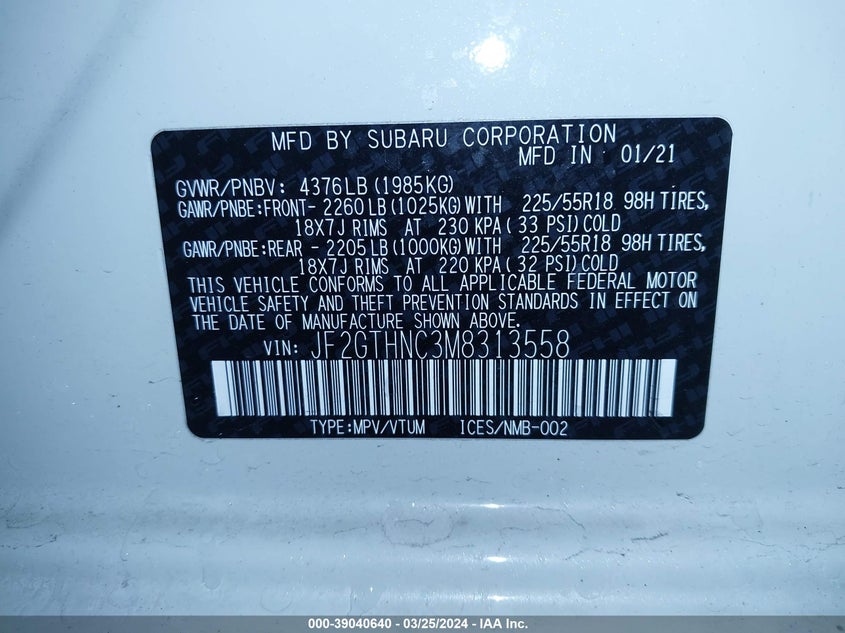 MFD BY SUBARU CORPORATION
MFD IN 01/21
GVWR/PNBV: 4376LB (1985KG)
GAWR/PNBE:FRONT- 2260LB (1025KG) WITH 225/55R18 98H TIRES,
18X7J RIMS AT 230 KPA ( 33 PSI) COLD
GAWR/PNBE:REAR - 2205LB (1000KG) WITH 225/55R18 98H TIRES,
18X7J RIMS AT 220 KPA ( 32 PSI) COLD
THIS VEHICLE CONFORMS TO ALL APPLICABLE FEDERAL MOTOR
VEHICLE SAFETY AND THEFT PREVENTION STANDARDS IN EFFECT ON
THE DATE OF MANUFACTURE SHOWN ABOVE.
VIN: JF2GTHNC3M8313558
TYPE:MPV/VTUM ICES/NMB-002
000-39040640 - 03/25/2024 - IAA Inc.